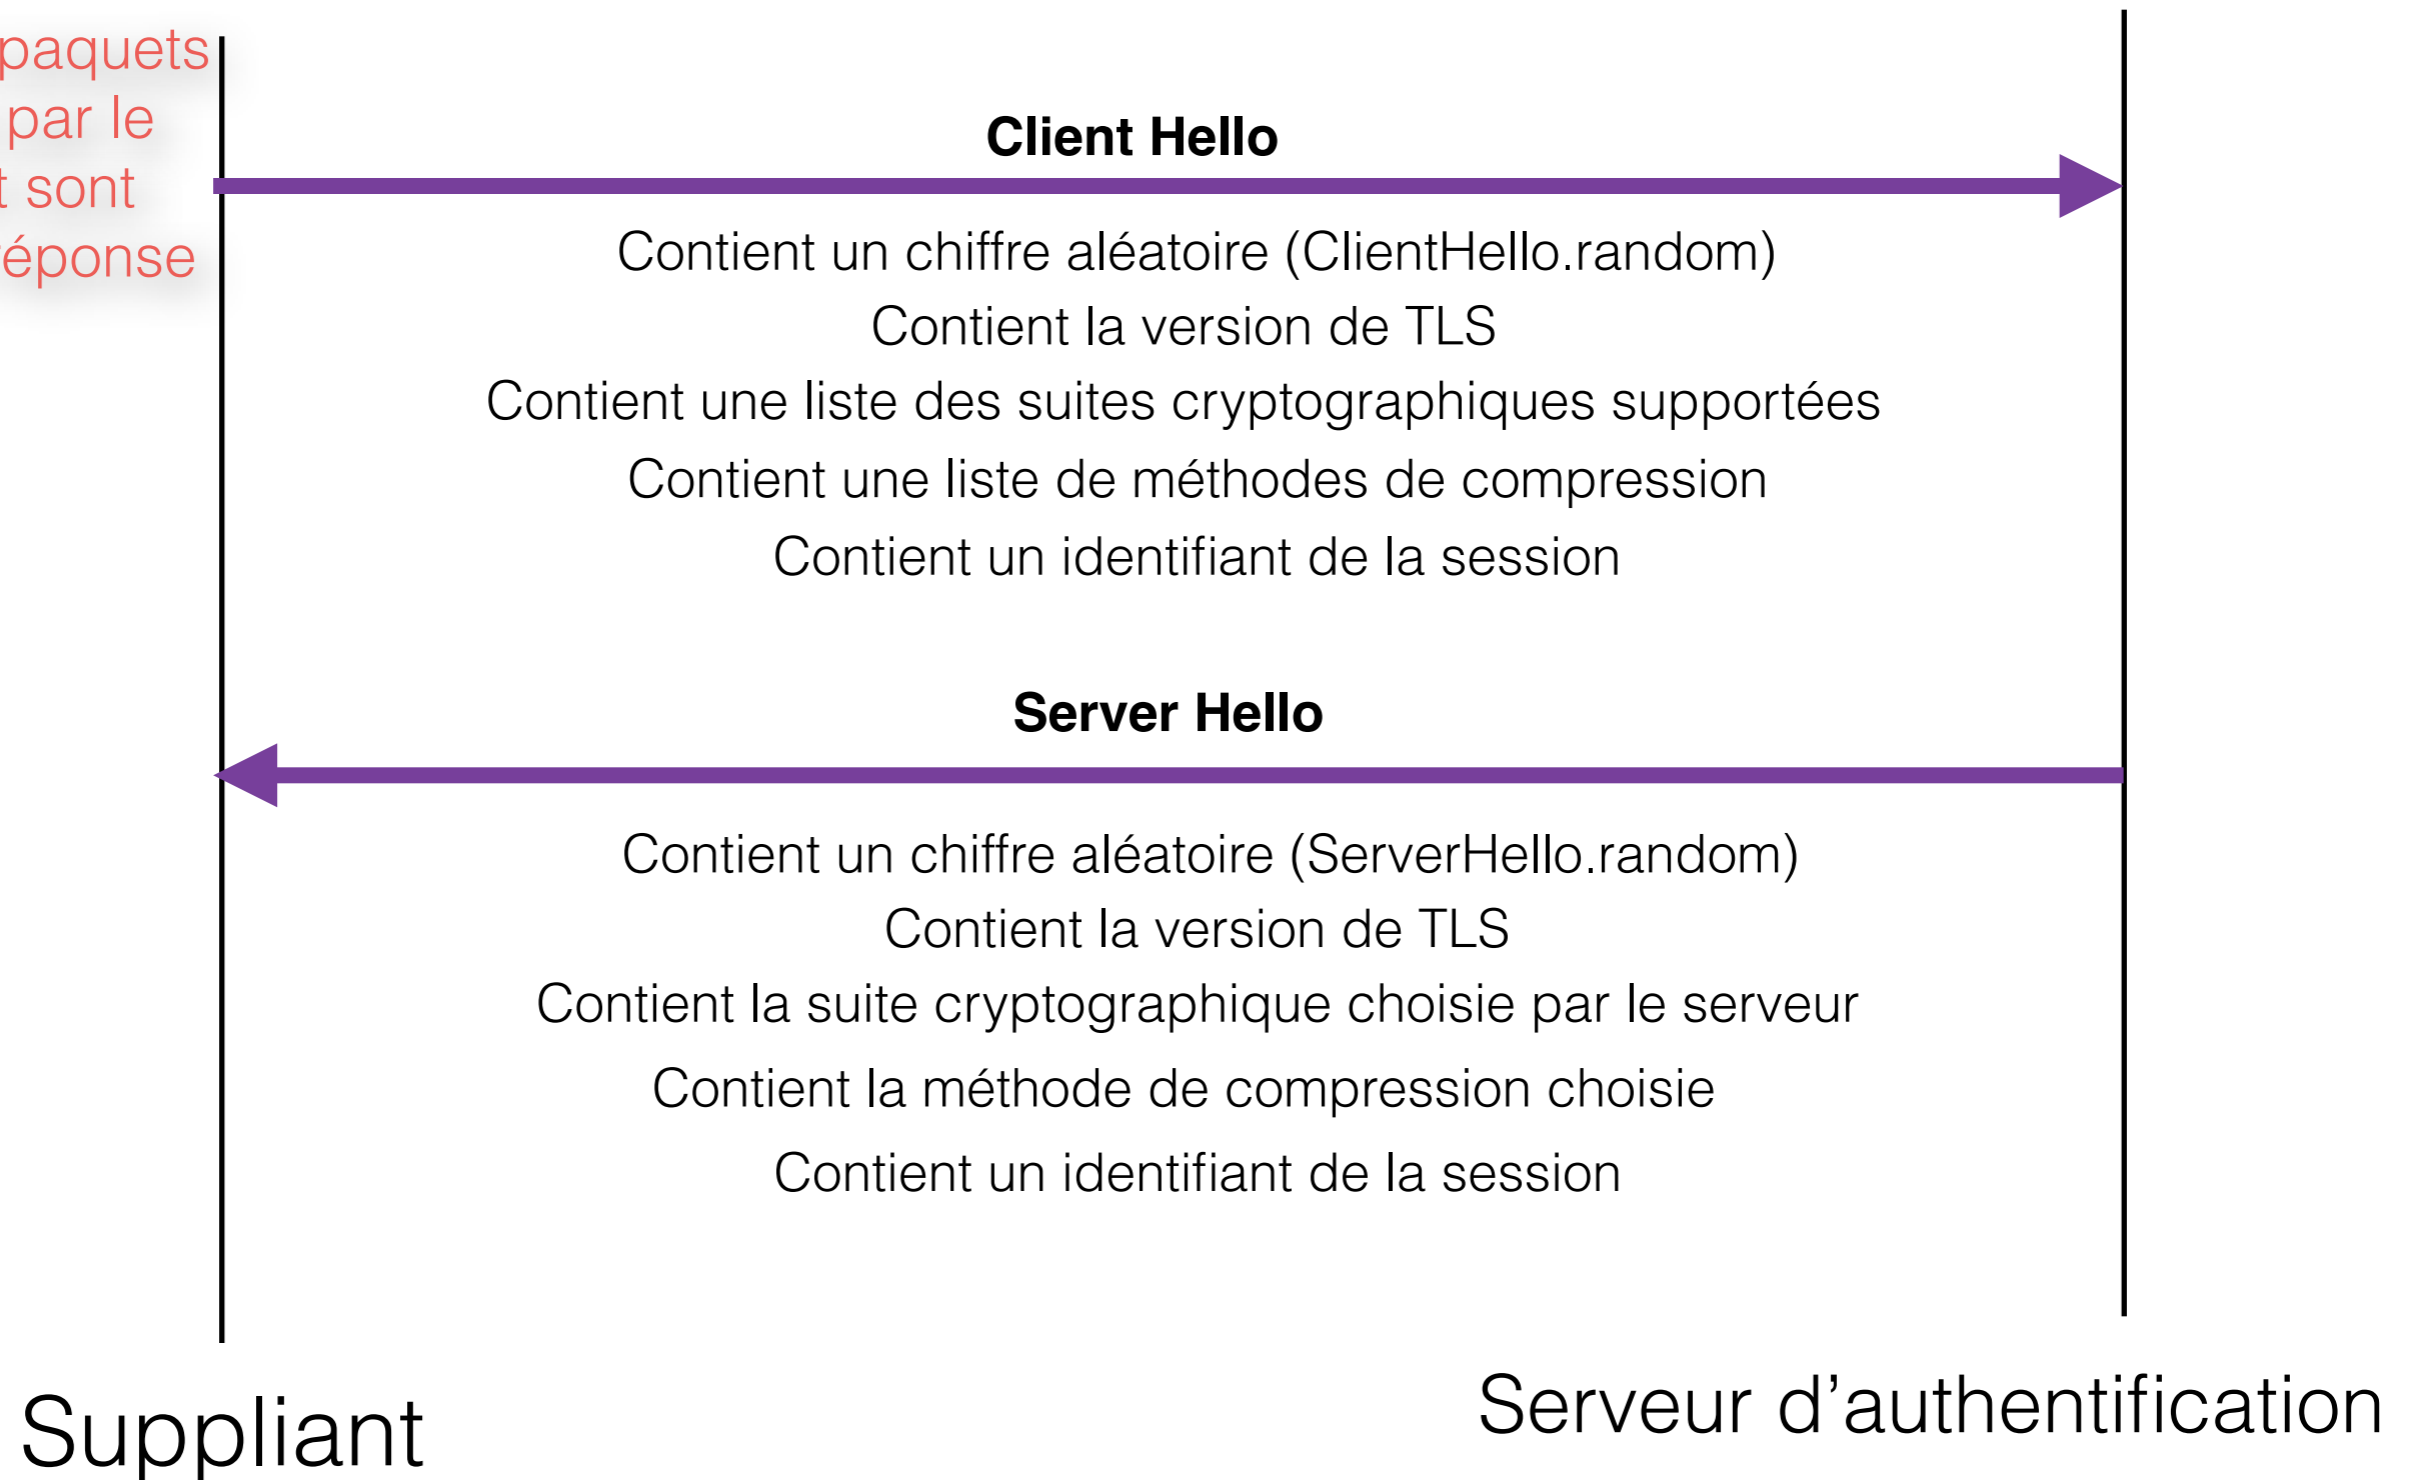 paquets
par le
sont
Client Hello
Contient un chiffre aléatoire (ClientHello.random)
Contient la version de TLS
Contient une liste des suites cryptographiques supportées
Contient une liste de méthodes de compression
Contient un identifiant de la session
Server Hello
Contient un chiffre aléatoire (ServerHello.random)
Contient la version de TLS
Contient la suite cryptographique choisie par le serveur
Contient la méthode de compression choisie
Contient un identifiant de la session
Suppliant
Serveur d’authentification